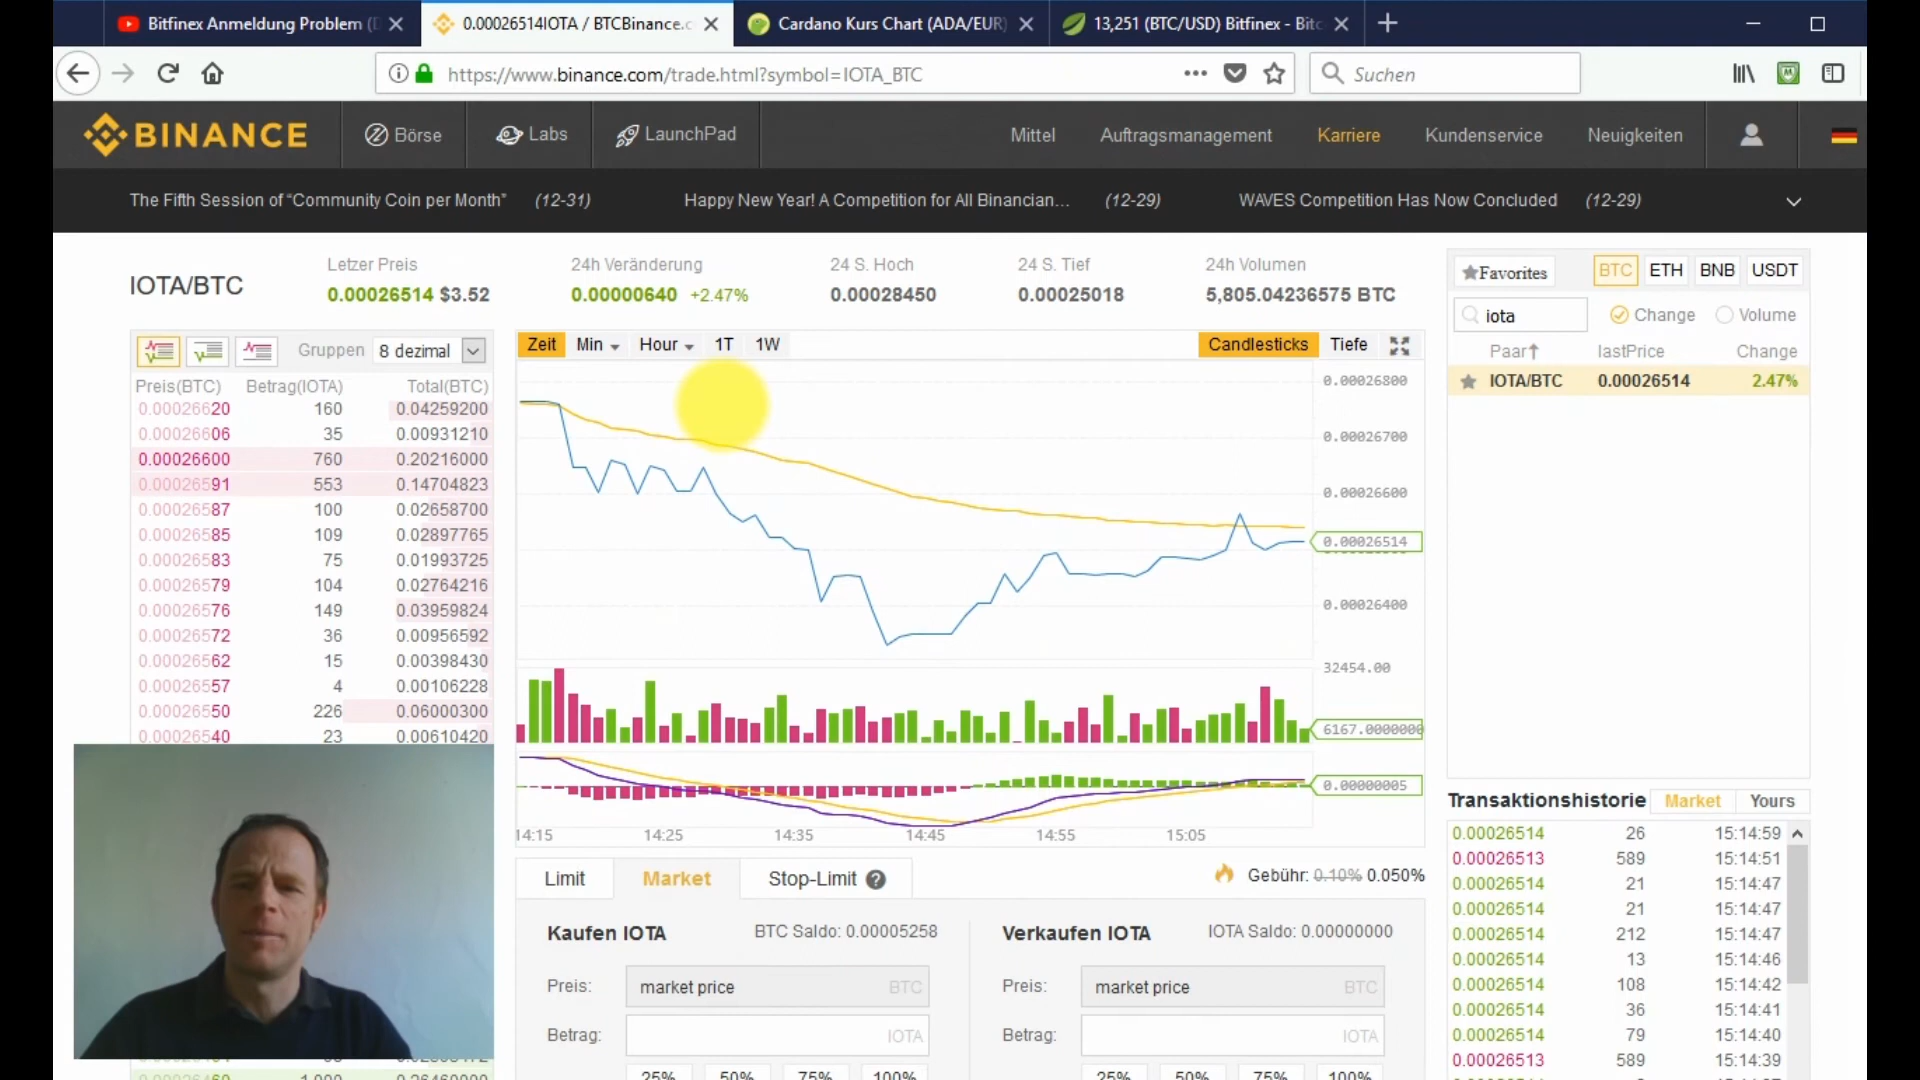 Bitfinex Anmeldung Problem (
0.00026514IOTA / BTCBinance.c
Cardano Kurs Chart (ADA/EUR)
13,251 (BTC/USD) Bitfinex - Bitc
https://www.binance.com/trade.html?symbol=IOTA_BTC
Suchen
BINANCE
Börse
Labs
LaunchPad
Mittel
Auftragsmanagement
Karriere
Kundenservice
Neuigkeiten
The Fifth Session of “Community Coin per Month” (12-31)
Happy New Year! A Competition for All Binancian... (12-29)
WAVES Competition Has Now Concluded (12-29)
IOTA/BTC
Letzer Preis
0.00026514 $3.52
24h Veränderung
0.00000640 +2.47%
24 S. Hoch
0.00028450
24 S. Tief
0.00025018
24h Volumen
5,805.04236575 BTC
Gruppen 8 dezimal
Preis(BTC) Betrag(IOTA) Total(BTC)
0.00026620 160 0.04259200
0.00026606 35 0.00931210
0.00026600 760 0.20216000
0.00026591 553 0.14704823
0.00026587 100 0.02658700
0.00026585 109 0.02897765
0.00026583 75 0.01993725
0.00026579 104 0.02764216
0.00026576 149 0.03959824
0.00026572 36 0.00956592
0.00026562 15 0.00398430
0.00026557 4 0.00106228
0.00026550 226 0.06000300
0.00026540 23 0.00610420
Zeit Min Hour 1T 1W
Candlesticks Tiefe
0.00026800
0.00026700
0.00026600
0.00026514
0.00026400
32454.00
6167.0000000
0.00000005
14:15 14:25 14:35 14:45 14:55 15:05
Limit Market Stop-Limit ?
Gebühr: 0.10% 0.050%
Kaufen IOTA BTC Saldo: 0.00005258
Preis: market price BTC
Betrag: IOTA
25% 50% 75% 100%
Verkaufen IOTA IOTA Saldo: 0.00000000
Preis: market price BTC
Betrag: IOTA
25% 50% 75% 100%
Favorites BTC ETH BNB USDT
iota Change Volume
Paar↑ lastPrice Change
IOTA/BTC 0.00026514 2.47%
Transaktionshistorie Market Yours
0.00026514 26 15:14:59
0.00026513 589 15:14:51
0.00026514 21 15:14:47
0.00026514 21 15:14:47
0.00026514 212 15:14:47
0.00026514 13 15:14:46
0.00026514 108 15:14:42
0.00026514 36 15:14:41
0.00026514 79 15:14:40
0.00026513 589 15:14:39